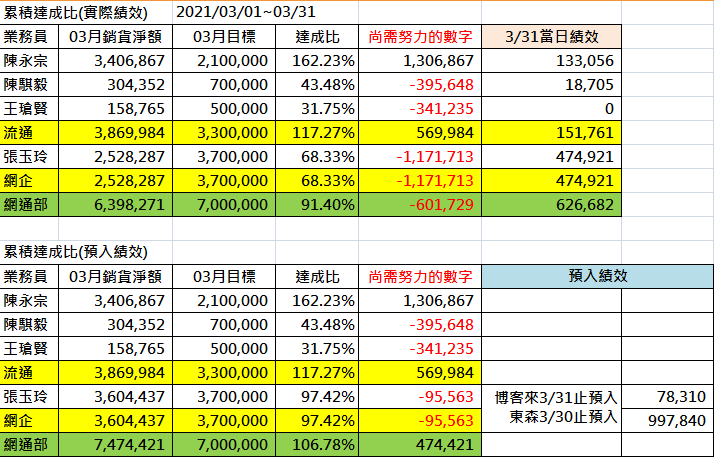 累積達成比(實際績效) 2021/03/01~03/31
業務員 03月銷貨淨額 03月目標 達成比 尚需努力的數字 3/31當日績效
陳永宗 3,406,867 2,100,000 162.23% 1,306,867 133,056
陳騏毅 304,352 700,000 43.48% -395,648 18,705
王瑲賢 158,765 500,000 31.75% -341,235 0
流通 3,869,984 3,300,000 117.27% 569,984 151,761
張玉玲 2,528,287 3,700,000 68.33% -1,171,713 474,921
網企 2,528,287 3,700,000 68.33% -1,171,713 474,921
網通部 6,398,271 7,000,000 91.40% -601,729 626,682
累積達成比(預入績效)
業務員 03月銷貨淨額 03月目標 達成比 尚需努力的數字 預入績效
陳永宗 3,406,867 2,100,000 162.23% 1,306,867
陳騏毅 304,352 700,000 43.48% -395,648
王瑲賢 158,765 500,000 31.75% -341,235
流通 3,869,984 3,300,000 117.27% 569,984
張玉玲 3,604,437 3,700,000 97.42% -95,563 博客來3/31止預入 78,310
網企 3,604,437 3,700,000 97.42% -95,563 東森3/30止預入 997,840
網通部 7,474,421 7,000,000 106.78% 474,421